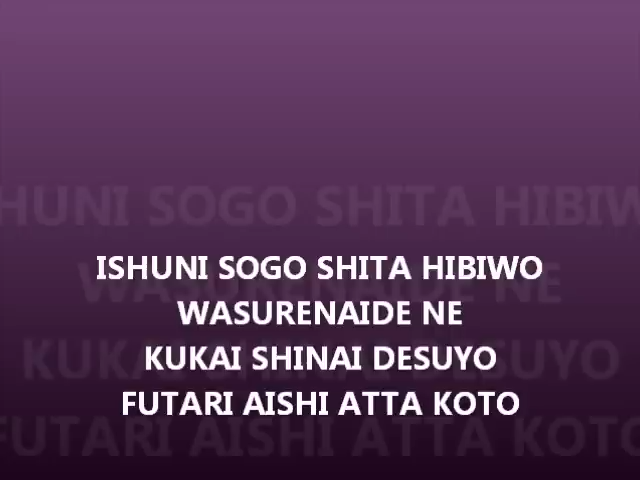 ISHUNI SOGO SHITA HIBIWO
WASURENAIDE NE
KUKAI SHINAI DESUYO
FUTARI AISHI ATTA KOTO